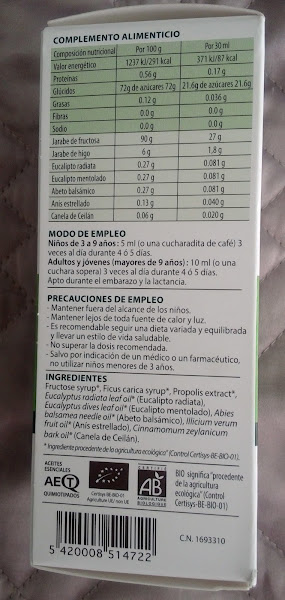 COMPLEMENTO ALIMENTICIO
Composición nutricional Por 100 g Por 30 ml
Valor energético 1237 kJ/291 kcal 371 kJ/87 kcal
Proteínas 0,56 g 0.17 g
Glúcidos 72g de azúcares 72g 21.6g de azúcares 21.6g
Grasas 0.12 g 0.036 g
Fibras 0.0 g 0.0 g
Sodio 0.0 g 0.0 g
Jarabe de fructosa 90 g 27 g
Jarabe de higo 6 g 1,8 g
Eucalipto radiata 0.27 g 0.081 g
Eucalipto mentolado 0.27 g 0.081 g
Abeto balsámico 0.27 g 0.081 g
Anís estrellado 0.13 g 0.040 g
Canela de Ceilán 0.06 g 0.020 g
MODO DE EMPLEO
Niños de 3 a 9 años: 5 ml (o una cucharadita de café) 3
veces al día durante 4 ó 5 días.
Adultos y jóvenes (mayores de 9 años): 10 ml (o una
cuchara sopera) 3 veces al día durante 4 ó 5 días.
Apto durante el embarazo y la lactancia.
PRECAUCIONES DE EMPLEO
- Mantener fuera del alcance de los niños.
- Mantener lejos de toda fuente de calor y luz.
- Es recomendable seguir una dieta variada y equilibrada
y llevar un estilo de vida saludable.
- No superar la dosis recomendada.
- Salvo por indicación de un médico o un farmacéutico,
no utilizar niños menores de 3 años.
INGREDIENTES
Fructose syrup*, Ficus carica syrup*, Propolis extract*,
Eucalyptus radiata leaf oil* (Eucalipto radiata),
Eucalyptus dives leaf oil* (Eucalipto mentolado), Abies
balsamea needle oil* (Abeto balsámico), Illicium verum
fruit oil* (Anís estrellado), Cinnamomum zeylanicum
bark oil* (Canela de Ceilán).
* Ingrediente procedente de la agricultura ecológica* (Control Certisys-BE-BIO-01).
ACEITES
ESENCIALES
AEQT
QUIMIOTIPADOS
Certisys BE-BIO-01
Agriculture UE/ non UE
CERTIFIÉ
AB
AGRICULTURE
BIOLOGIQUE
BIO significa "procedente
de la agricultura
ecológica" (Control
Certisys-BE-BIO-01)
5 420008 514722
C.N. 1693310